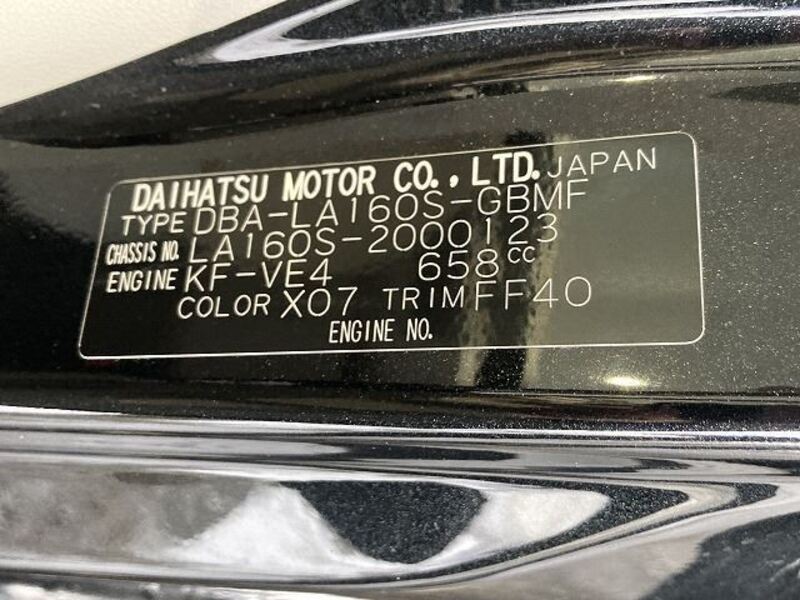 DAIHATSU MOTOR CO., LTD. JAPAN
TYPE DBA-LA160S-GBMF
CHASSIS NO. LA160S-2000123
ENGINE KF-VE4 658cc
COLOR X07 TRIM FF40
ENGINE NO.